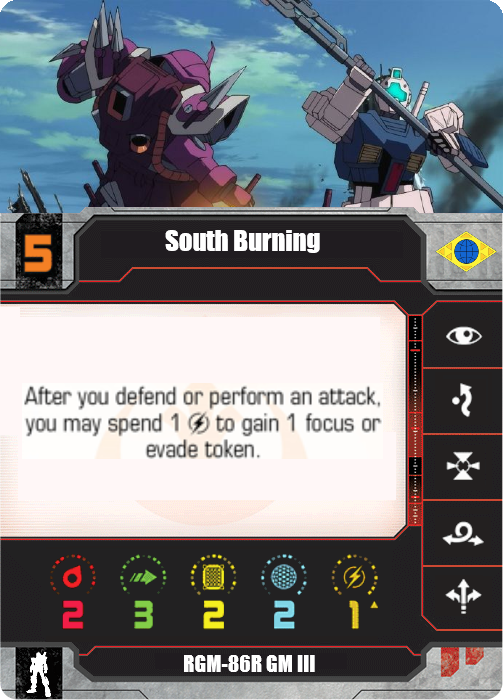 South Burning
5
After you defend or perform an attack,
you may spend 1 to gain 1 focus or
evade token.
2 3 2 2 1
RGM-86R GM III